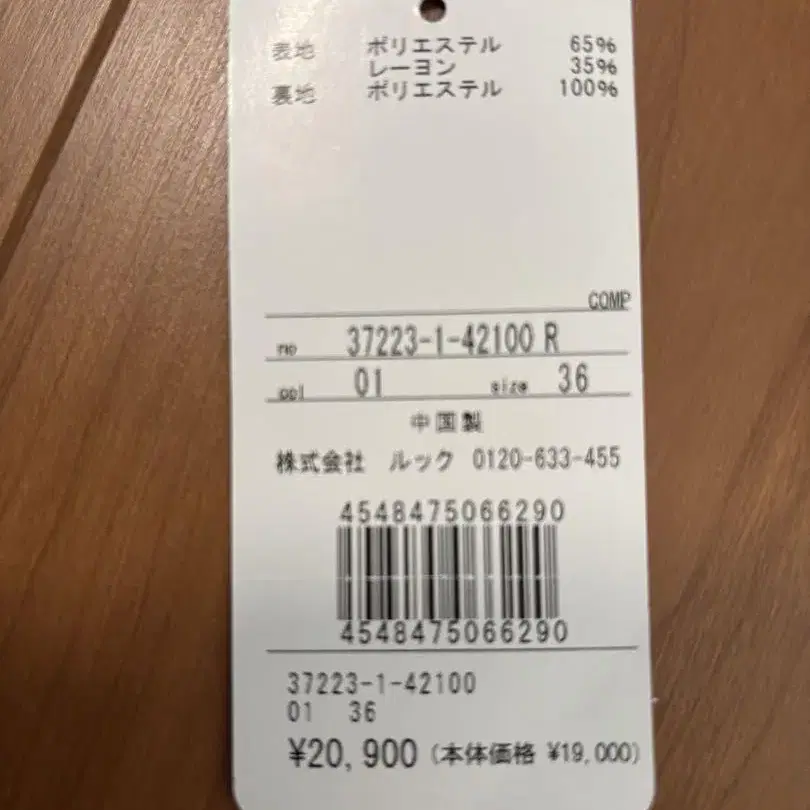 表地 ポリエステル 65%
レーヨン 35%
裏地 ポリエステル 100%
COMP
no 37223-1-42100 R
col 01 size 36
中国製
株式会社 ルック 0120-633-455
4548475066290
4548475066290
37223-1-42100
01 36
¥20,900 (本体価格 ¥19,000)